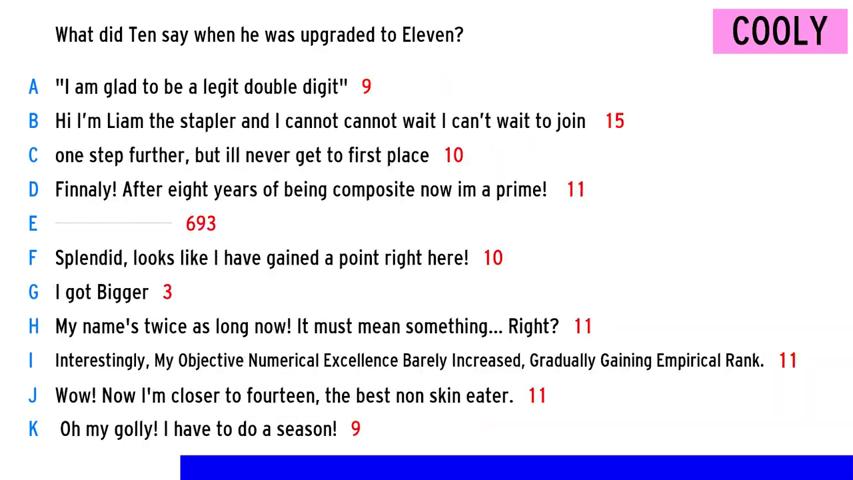 What did Ten say when he was upgraded to Eleven?
COOLY
A "I am glad to be a legit double digit" 9
B Hi I'm Liam the stapler and I cannot cannot wait I can't wait to join 15
C one step further, but ill never get to first place 10
D Finnaly! After eight years of being composite now im a prime! 11
E 693
F Splendid, looks like I have gained a point right here! 10
G I got Bigger 3
H My name's twice as long now! It must mean something... Right? 11
I Interestingly, My Objective Numerical Excellence Barely Increased, Gradually Gaining Empirical Rank. 11
J Wow! Now I'm closer to fourteen, the best non skin eater. 11
K Oh my golly! I have to do a season! 9